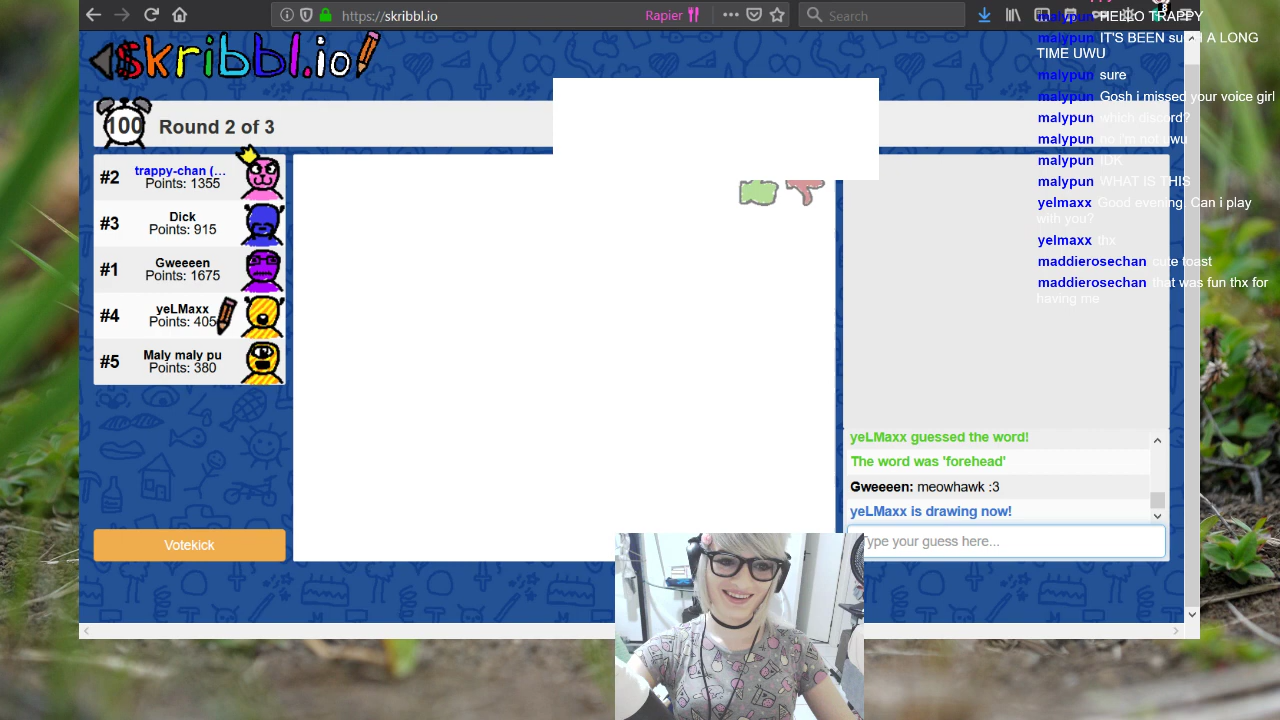 https://skribbl.io
Rapier
Search
skribbl.io
100
Round 2 of 3
#2
trappy-chan (...
Points: 1355
#3
Dick
Points: 915
#1
Gweeeen
Points: 1675
#4
yeLMaxx
Points: 405
#5
Maly maly pu
Points: 380
Votekick
malypun HELLO TRAPPY
malypun IT'S BEEN A LONG
TIME UWU
malypun sure
malypun Gosh i missed your voice girl
malypun which discord?
malypun no i'm not uwu
malypun IDK
malypun WHAT IS THIS
yelmaxx Good evening, Can i play
with you?
yelmaxx thx
maddierosechan cute toast
maddierosechan that was fun thx for
having me
yeLMaxx guessed the word!
The word was 'forehead'
Gweeeen: meowhawk :3
yeLMaxx is drawing now!
Type your guess here...